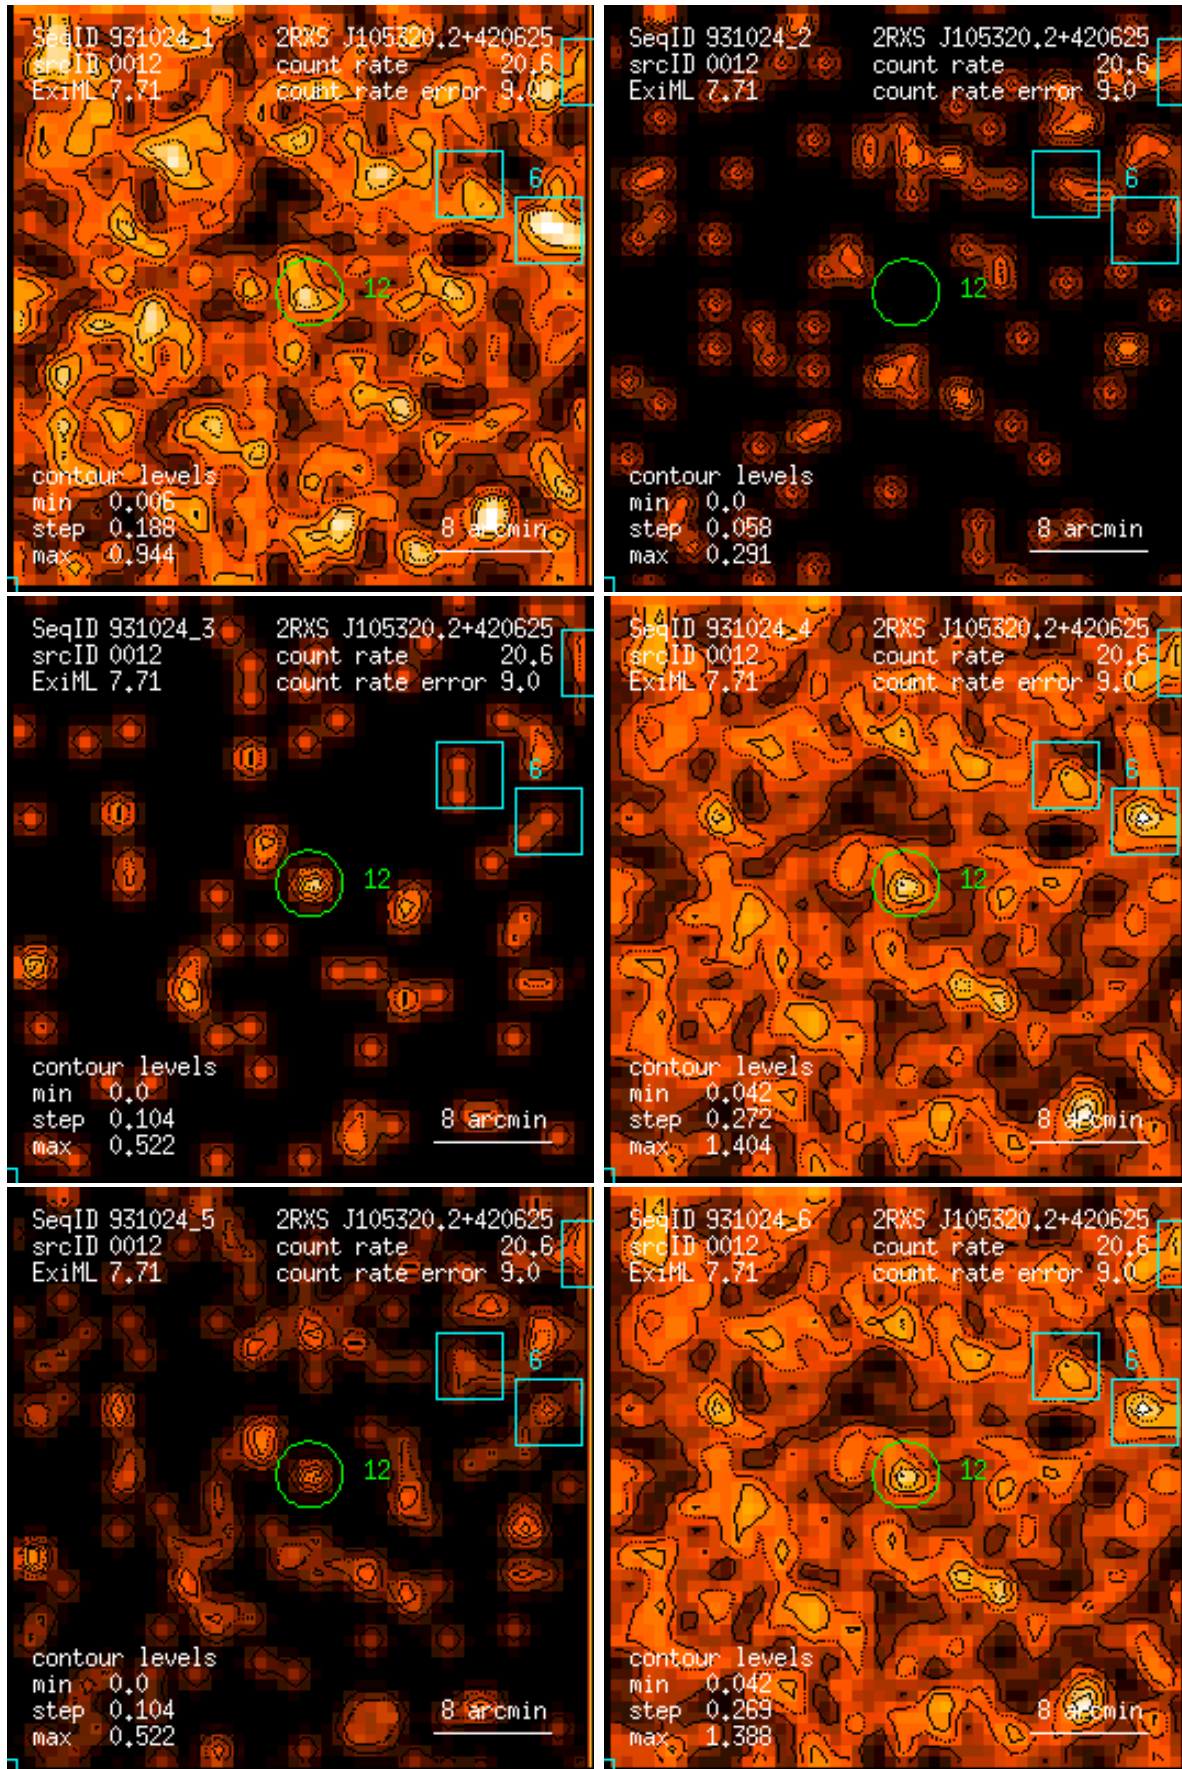 SeqID 931024_1 2RXS J105320.2+420625
srcID 0012 count rate 20.6
ExiML 7.71 count rate error 9.0
6
12
contour levels
min 0.006
step 0.188 8 arcmin
max 0.944
SeqID 931024_2 2RXS J105320.2+420625
srcID 0012 count rate 20.6
ExiML 7.71 count rate error 9.0
6
12
contour levels
min 0.0
step 0.058 8 arcmin
max 0.291
SeqID 931024_3 2RXS J105320.2+420625
srcID 0012 count rate 20.6
ExiML 7.71 count rate error 9.0
6
12
contour levels
min 0.0
step 0.104 8 arcmin
max 0.522
SeqID 931024_4 2RXS J105320.2+420625
srcID 0012 count rate 20.6
ExiML 7.71 count rate error 9.0
6
12
contour levels
min 0.042
step 0.272 8 arcmin
max 1.404
SeqID 931024_5 2RXS J105320.2+420625
srcID 0012 count rate 20.6
ExiML 7.71 count rate error 9.0
6
12
contour levels
min 0.0
step 0.104 8 arcmin
max 0.522
SeqID 931024_6 2RXS J105320.2+420625
srcID 0012 count rate 20.6
ExiML 7.71 count rate error 9.0
6
12
contour levels
min 0.042
step 0.269 8 arcmin
max 1.388